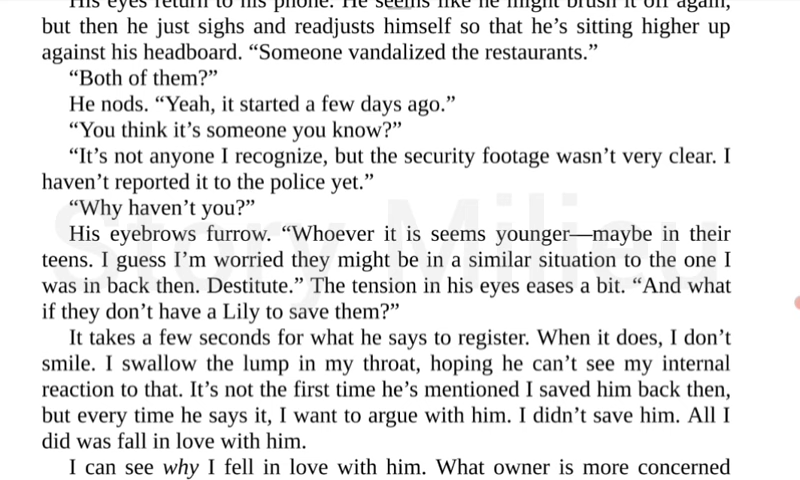 His eyes return to his phone. He seems like he might brush it off again,
but then he just sighs and readjusts himself so that he’s sitting higher up
against his headboard. “Someone vandalized the restaurants.”
“Both of them?”
He nods. “Yeah, it started a few days ago.”
“You think it’s someone you know?”
“It’s not anyone I recognize, but the security footage wasn’t very clear. I
haven’t reported it to the police yet.”
“Why haven’t you?”
His eyebrows furrow. “Whoever it is seems younger—maybe in their
teens. I guess I’m worried they might be in a similar situation to the one I
was in back then. Destitute.” The tension in his eyes eases a bit. “And what
if they don’t have a Lily to save them?”
It takes a few seconds for what he says to register. When it does, I don’t
smile. I swallow the lump in my throat, hoping he can’t see my internal
reaction to that. It’s not the first time he’s mentioned I saved him back then,
but every time he says it, I want to argue with him. I didn’t save him. All I
did was fall in love with him.
I can see why I fell in love with him. What owner is more concerned
Story Milieu